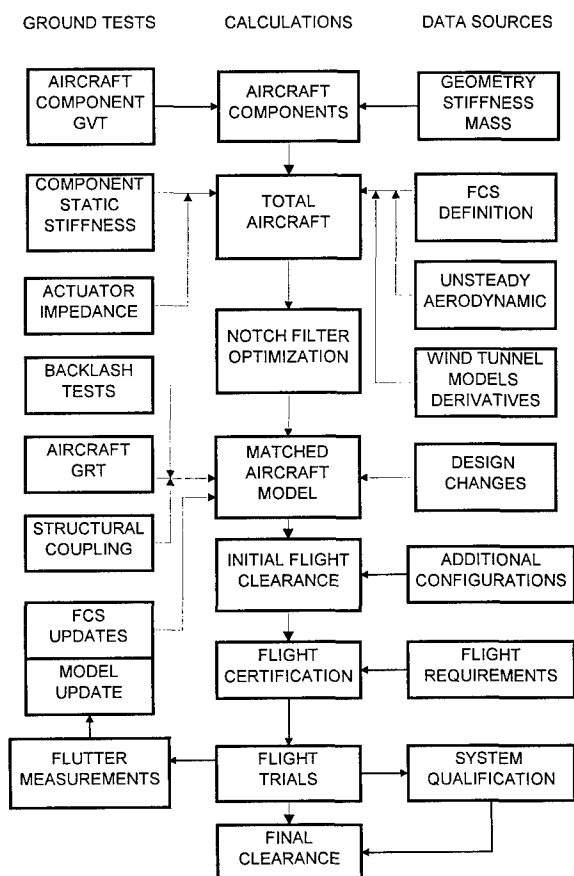 GROUND TESTS
CALCULATIONS
DATA SOURCES
AIRCRAFT
COMPONENT
GVT
AIRCRAFT
COMPONENTS
GEOMETRY
STIFFNESS
MASS
COMPONENT
STATIC
STIFFNESS
TOTAL
AIRCRAFT
FCS
DEFINITION
ACTUATOR
IMPEDANCE
UNSTEADY
AERODYNAMIC
NOTCH FILTER
OPTIMIZATION
BACKLASH
TESTS
WIND TUNNEL
MODELS
DERIVATIVES
AIRCRAFT
GRT
MATCHED
AIRCRAFT
MODEL
DESIGN
CHANGES
STRUCTURAL
COUPLING
INITIAL FLIGHT
CLEARANCE
ADDITIONAL
CONFIGURATIONS
FCS
UPDATES
MODEL
UPDATE
FLIGHT
CERTIFICATION
FLIGHT
REQUIREMENTS
FLUTTER
MEASUREMENTS
FLIGHT
TRIALS
SYSTEM
QUALIFICATION
FINAL
CLEARANCE